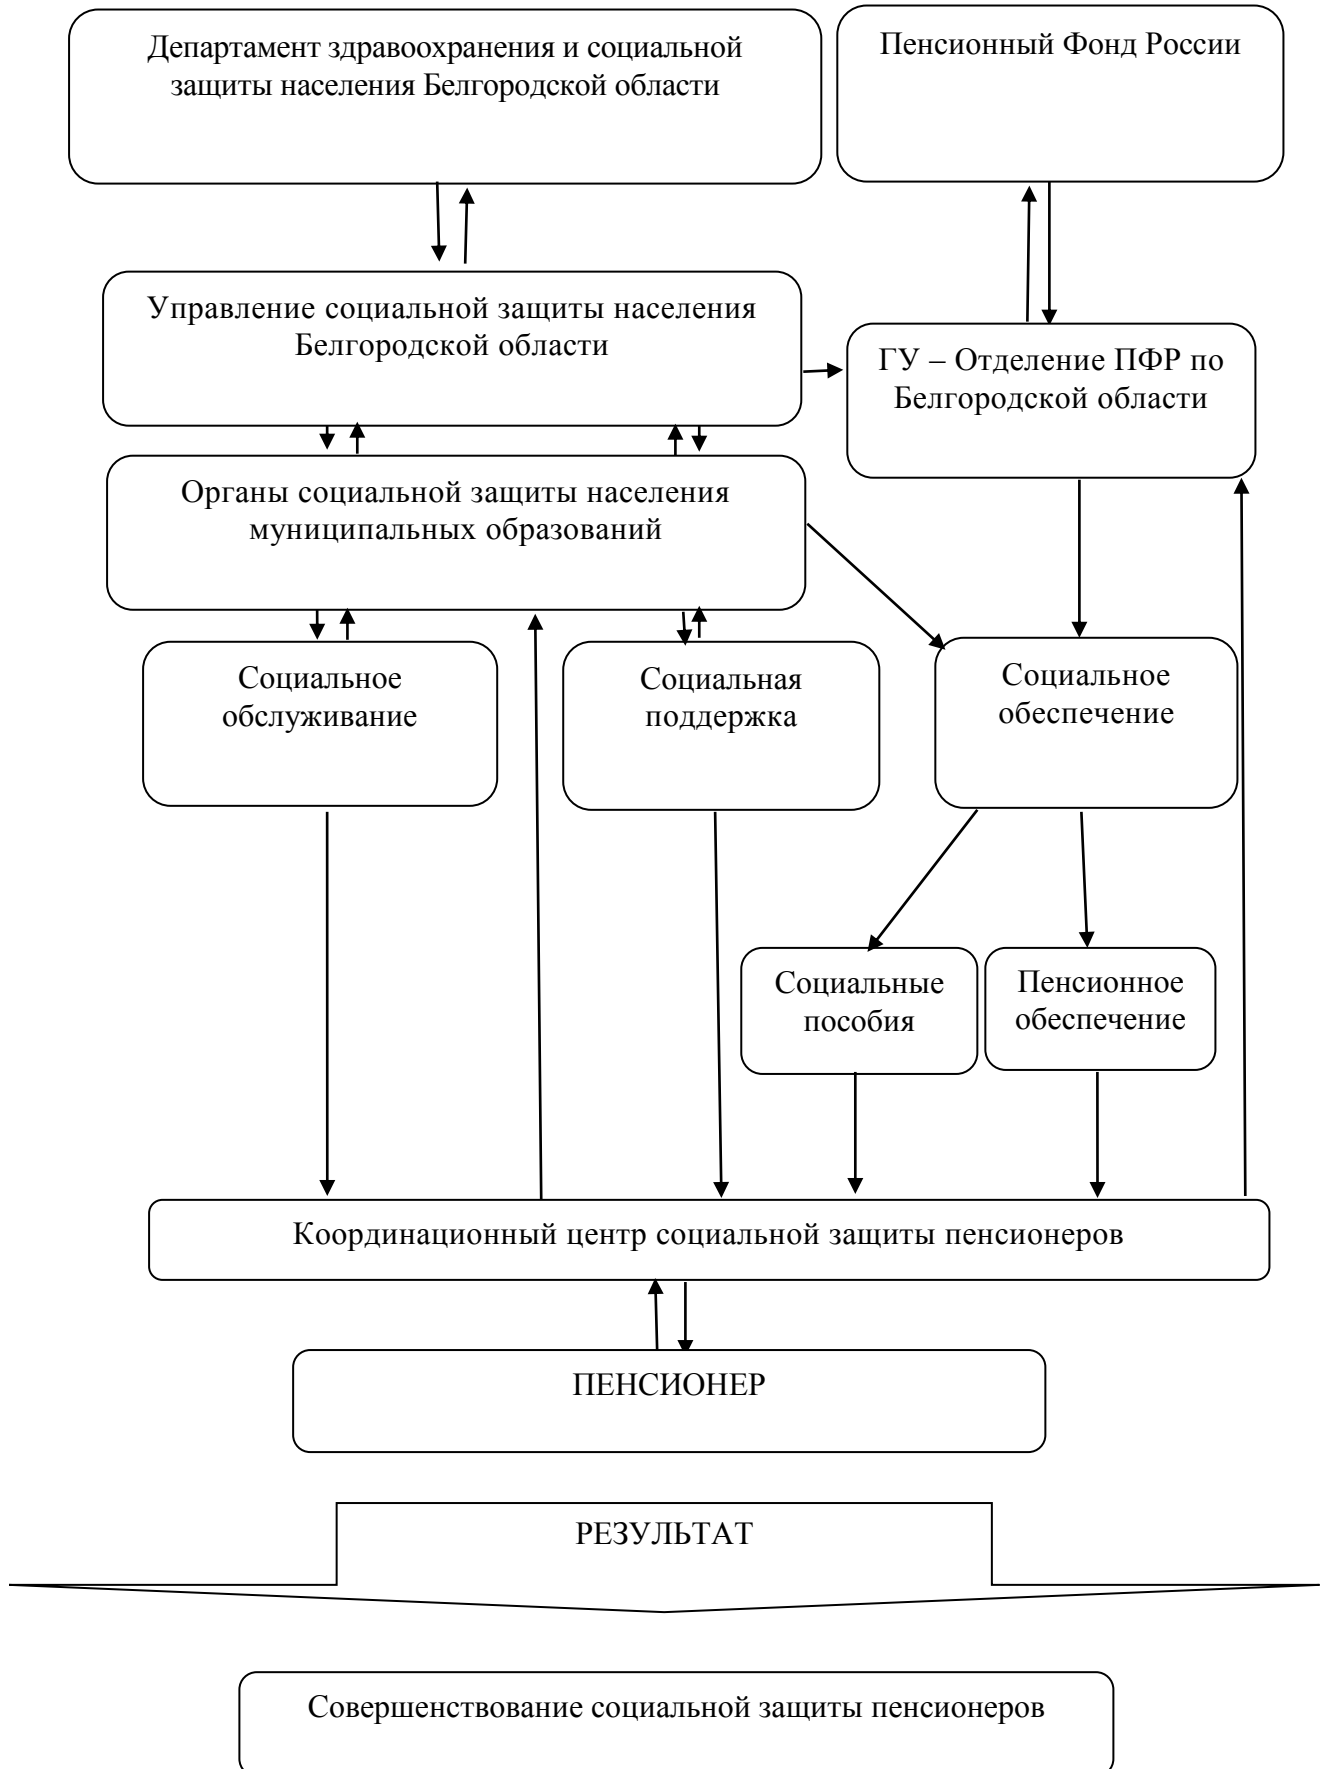 Департамент здравоохранения и социальной
защиты населения Белгородской области
Пенсионный Фонд России
Управление социальной защиты населения
Белгородской области
ГУ – Отделение ПФР по
Белгородской области
Органы социальной защиты населения
муниципальных образований
Социальное
обслуживание
Социальная
поддержка
Социальное
обеспечение
Социальные
пособия
Пенсионное
обеспечение
Координационный центр социальной защиты пенсионеров
ПЕНСИОНЕР
РЕЗУЛЬТАТ
Совершенствование социальной защиты пенсионеров